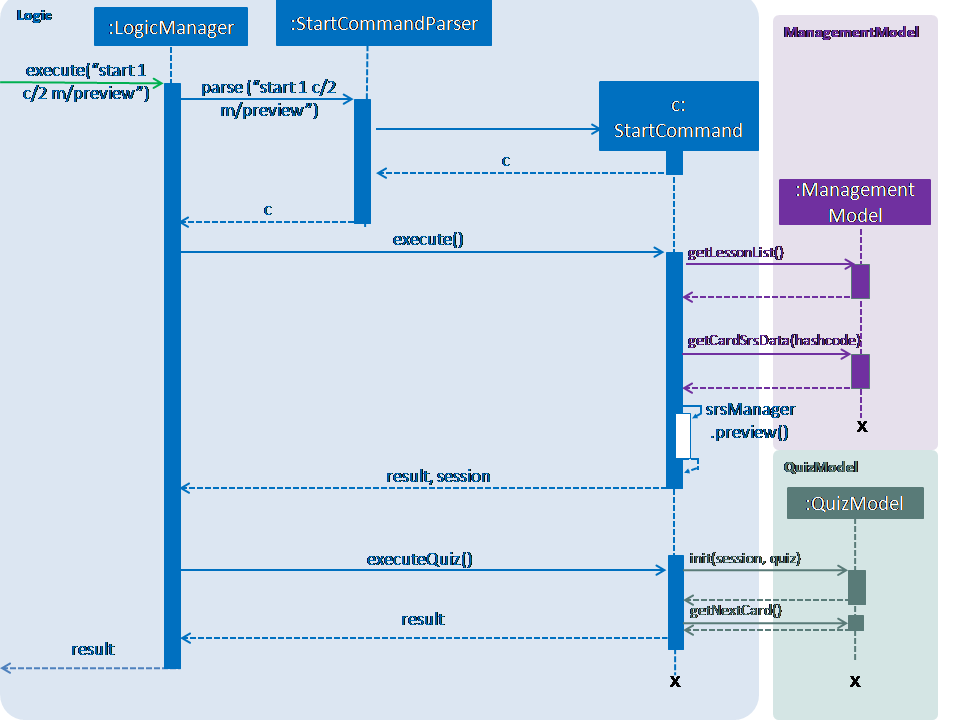 Logic
:LogicManager
:StartCommandParser
ManagementModel
execute(“start 1
c/2 m/preview”)
parse (“start 1 c/2
m/preview”)
c:
StartCommand
c
c
:Management
Model
execute()
getLessonList()
getCardSrsData(hashcode)
srsManager
.preview()
x
QuizModel
result, session
:QuizModel
executeQuiz()
init(session, quiz)
getNextCard()
result
result
x
x